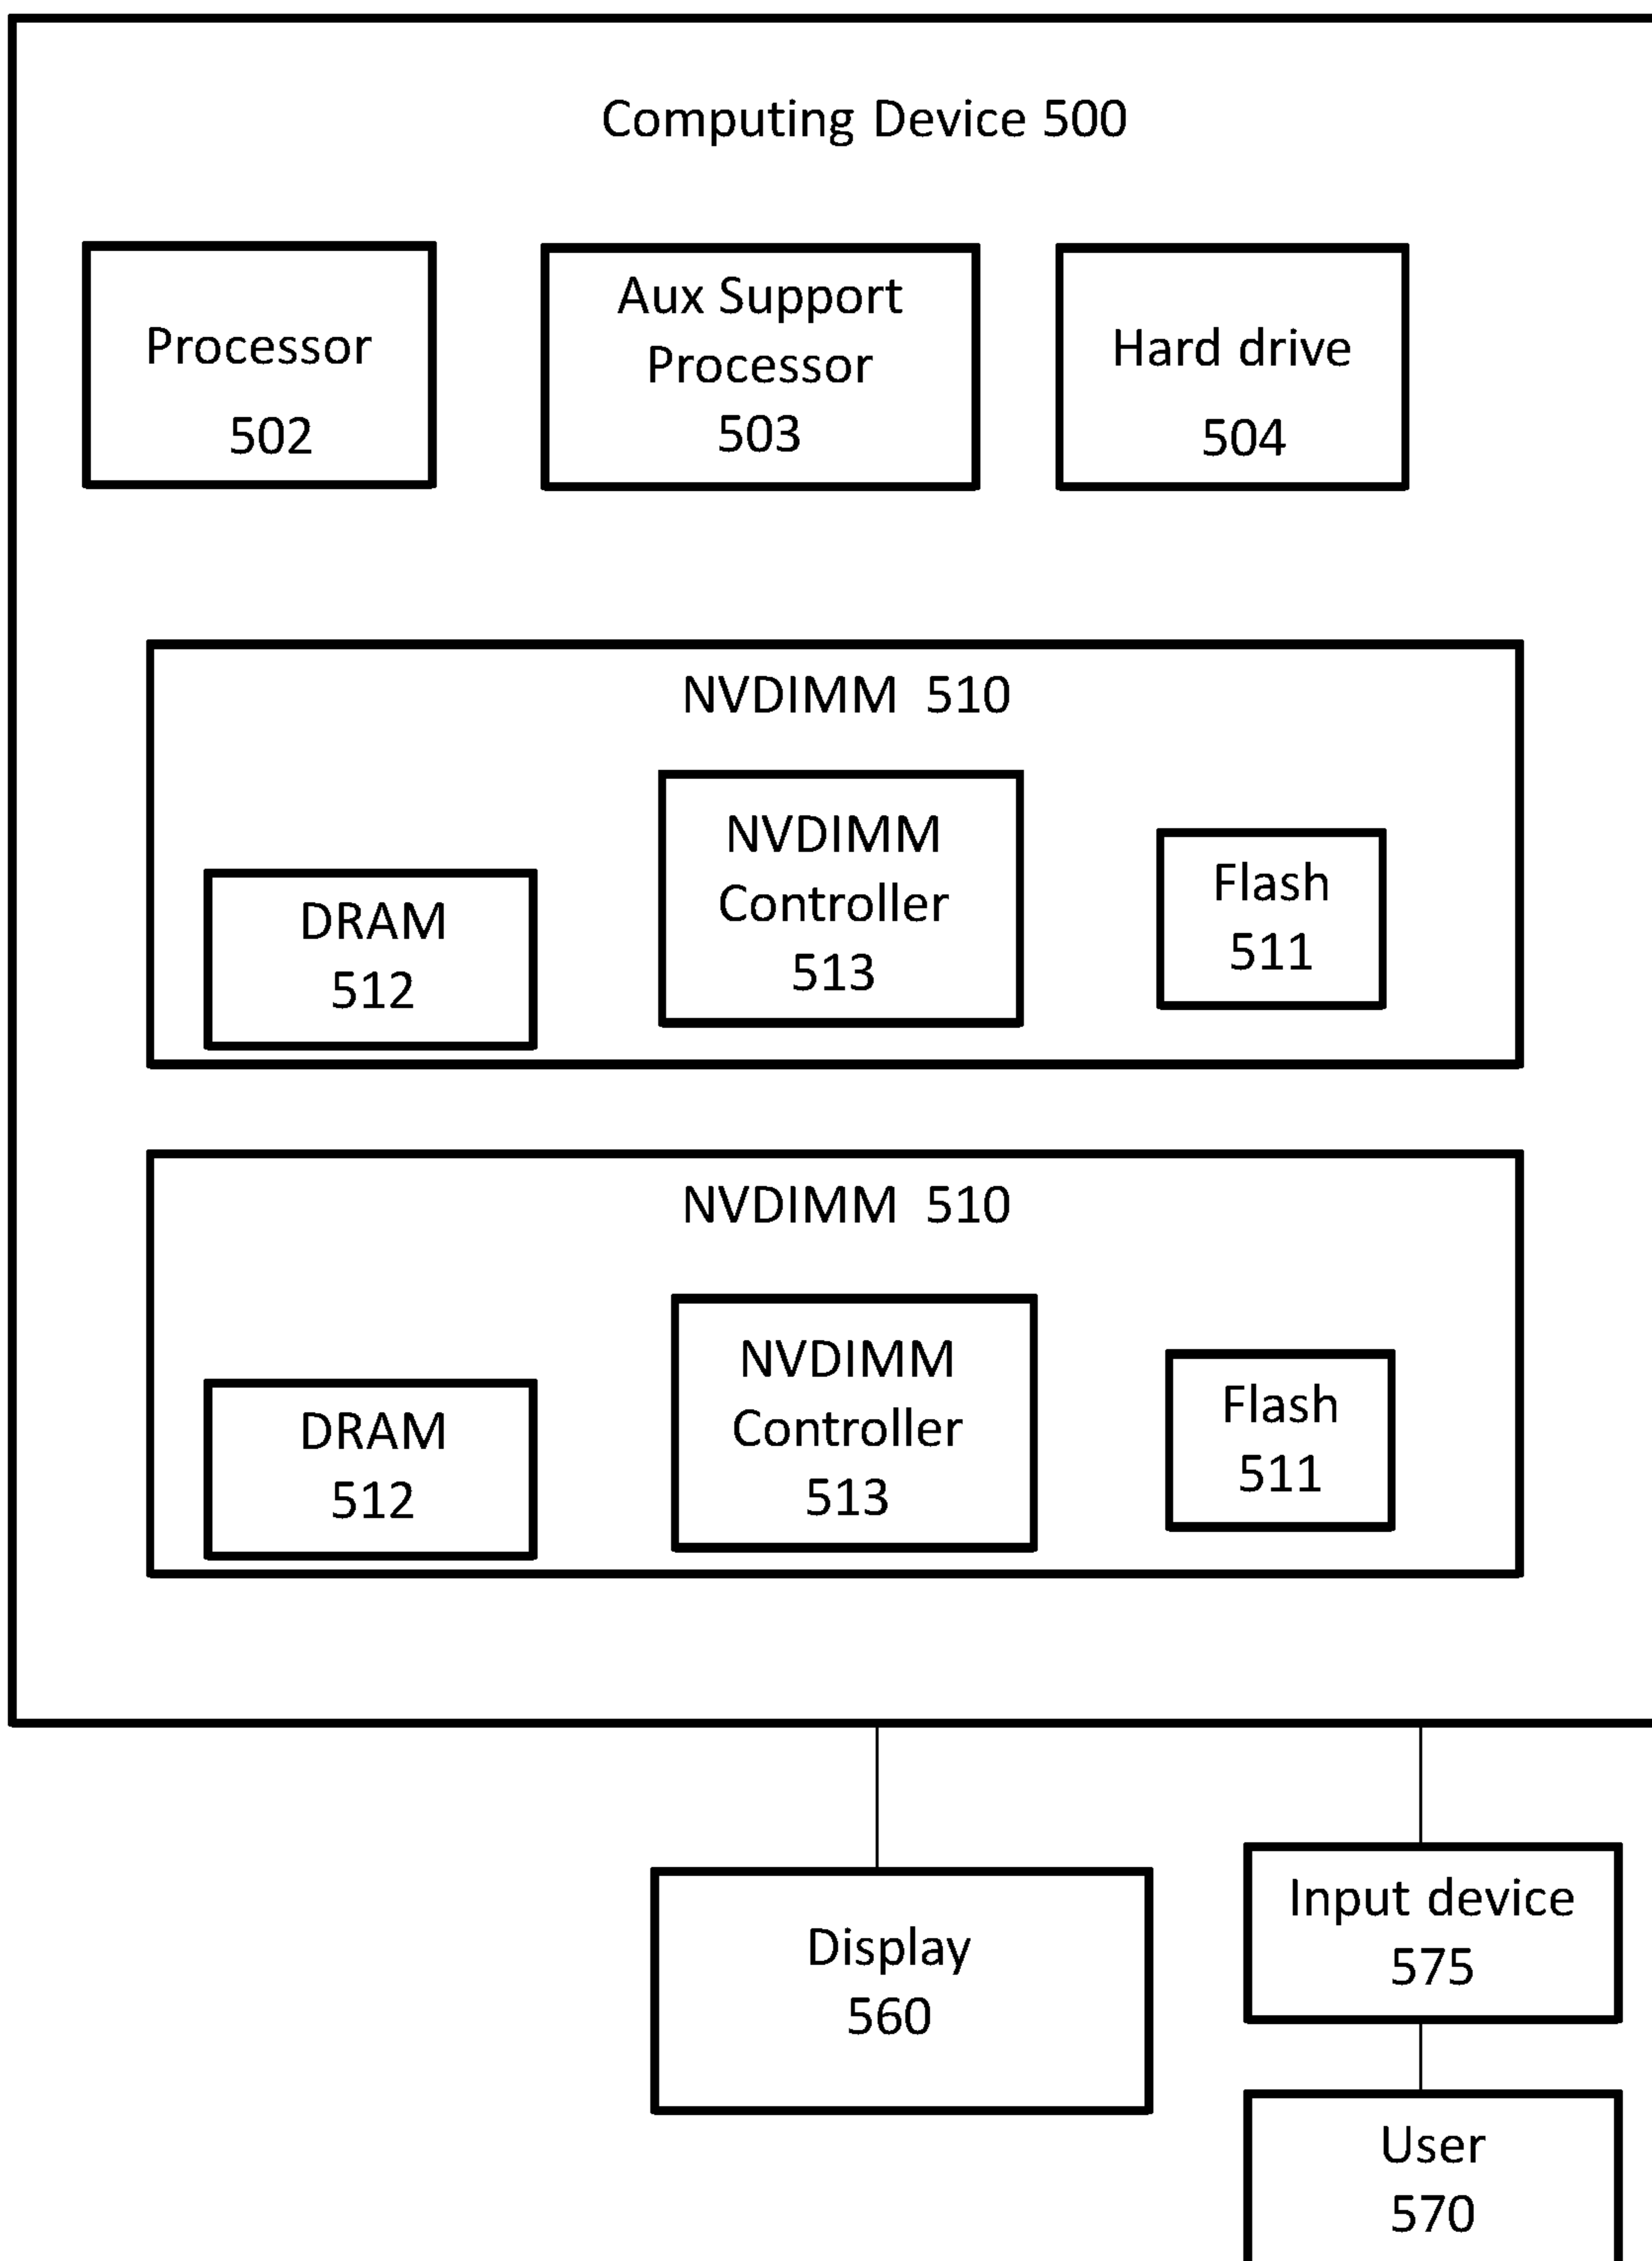 Computing Device 500
Processor
502
Aux Support
Processor
503
Hard drive
504
NVDIMM 510
DRAM
512
NVDIMM
Controller
513
Flash
511
NVDIMM 510
DRAM
512
NVDIMM
Controller
513
Flash
511
Display
560
Input device
575
User
570